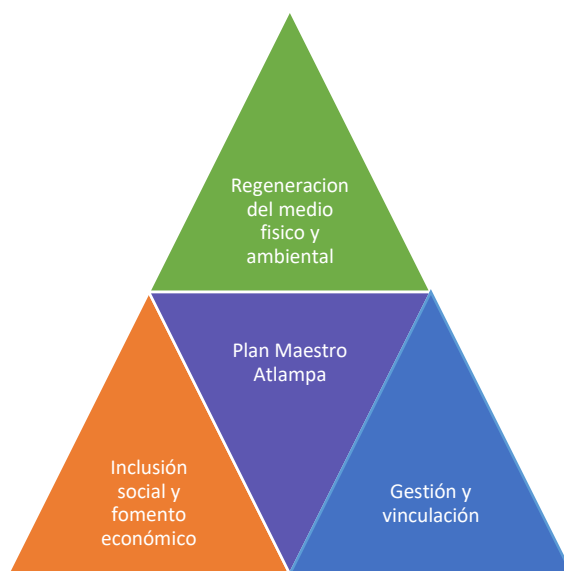 Regeneracion
del medio
fisico y
ambiental
Plan Maestro
Atlampa
Inclusión
social y
fomento
económico
Gestión y
vinculación